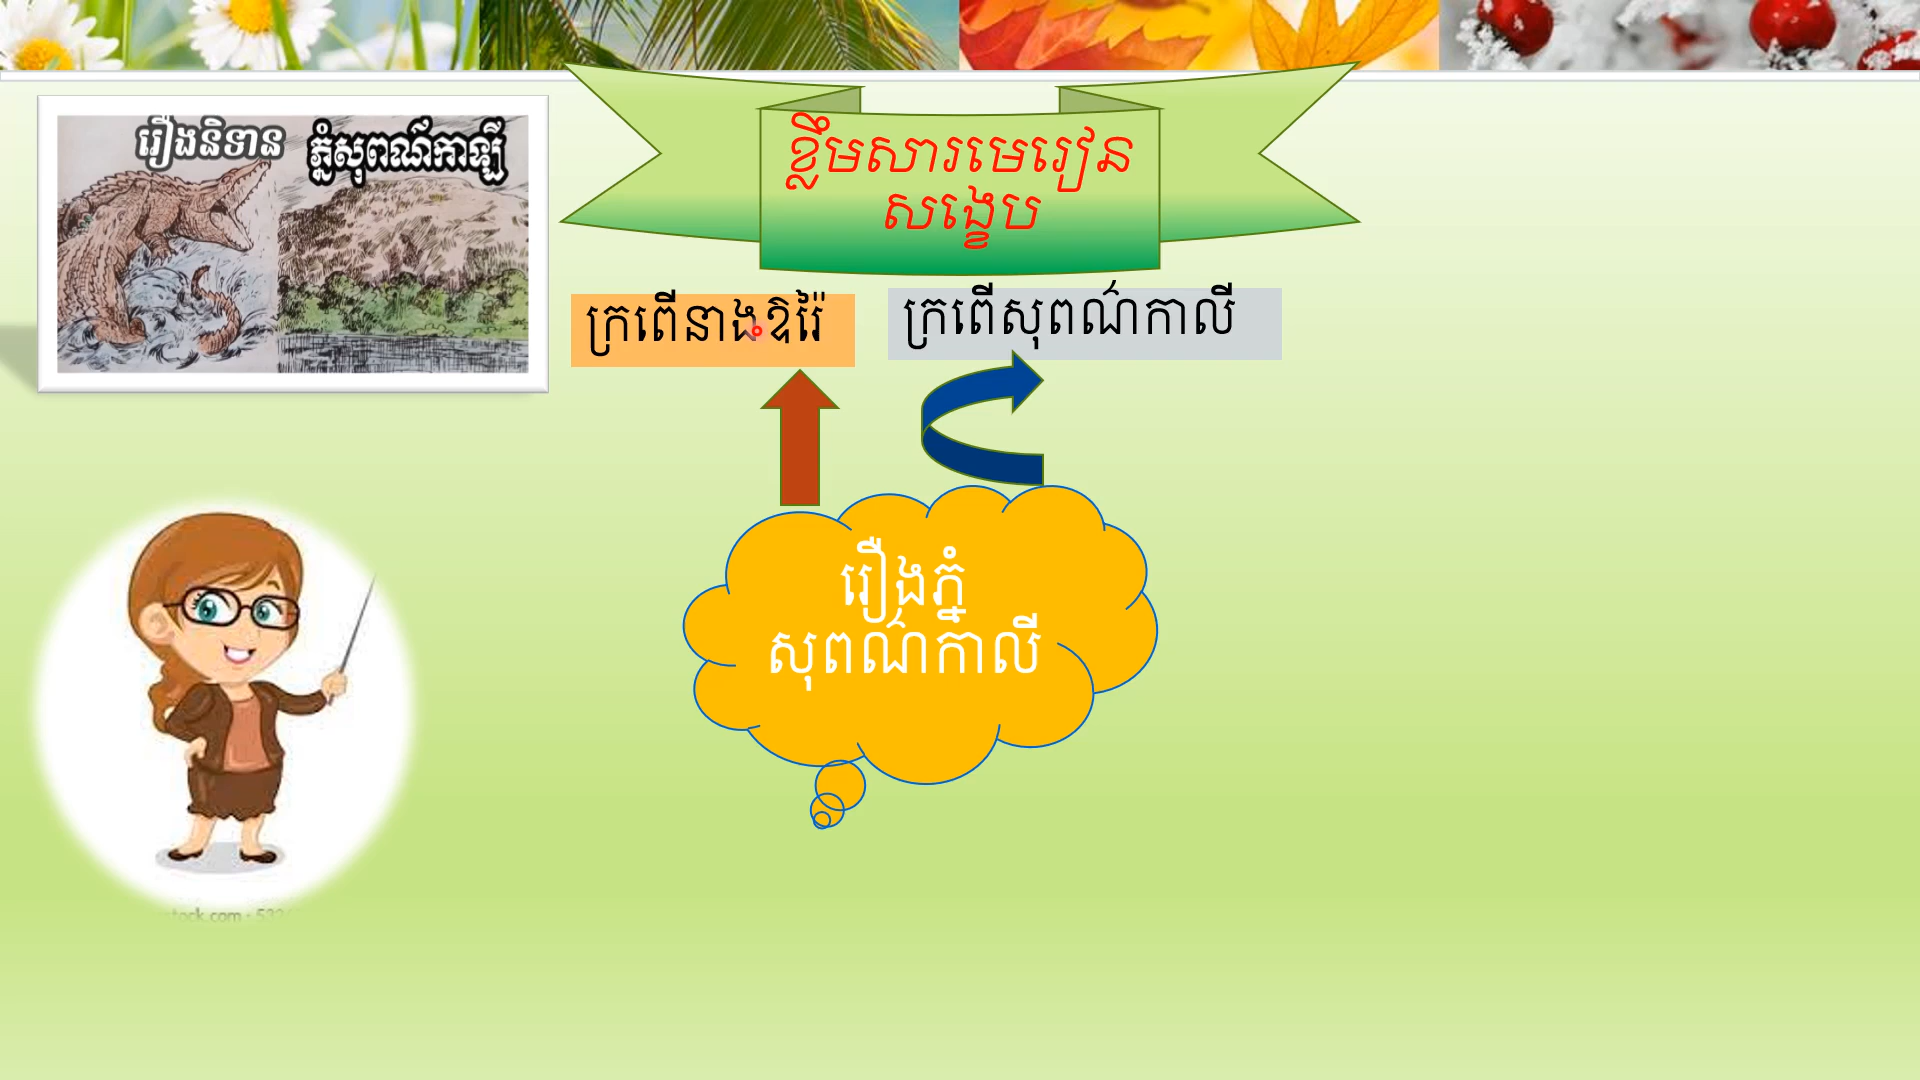 រឿងនិទាន ភ្នំសុពណ៌កាឡី
ខ្លឹមសារមេរៀន
សង្ខេប
ក្រពើនាងឱរ៉ៃ
ក្រពើសុពណ៌កាលី
រឿងភ្នំ
សុពណ៌កាលី